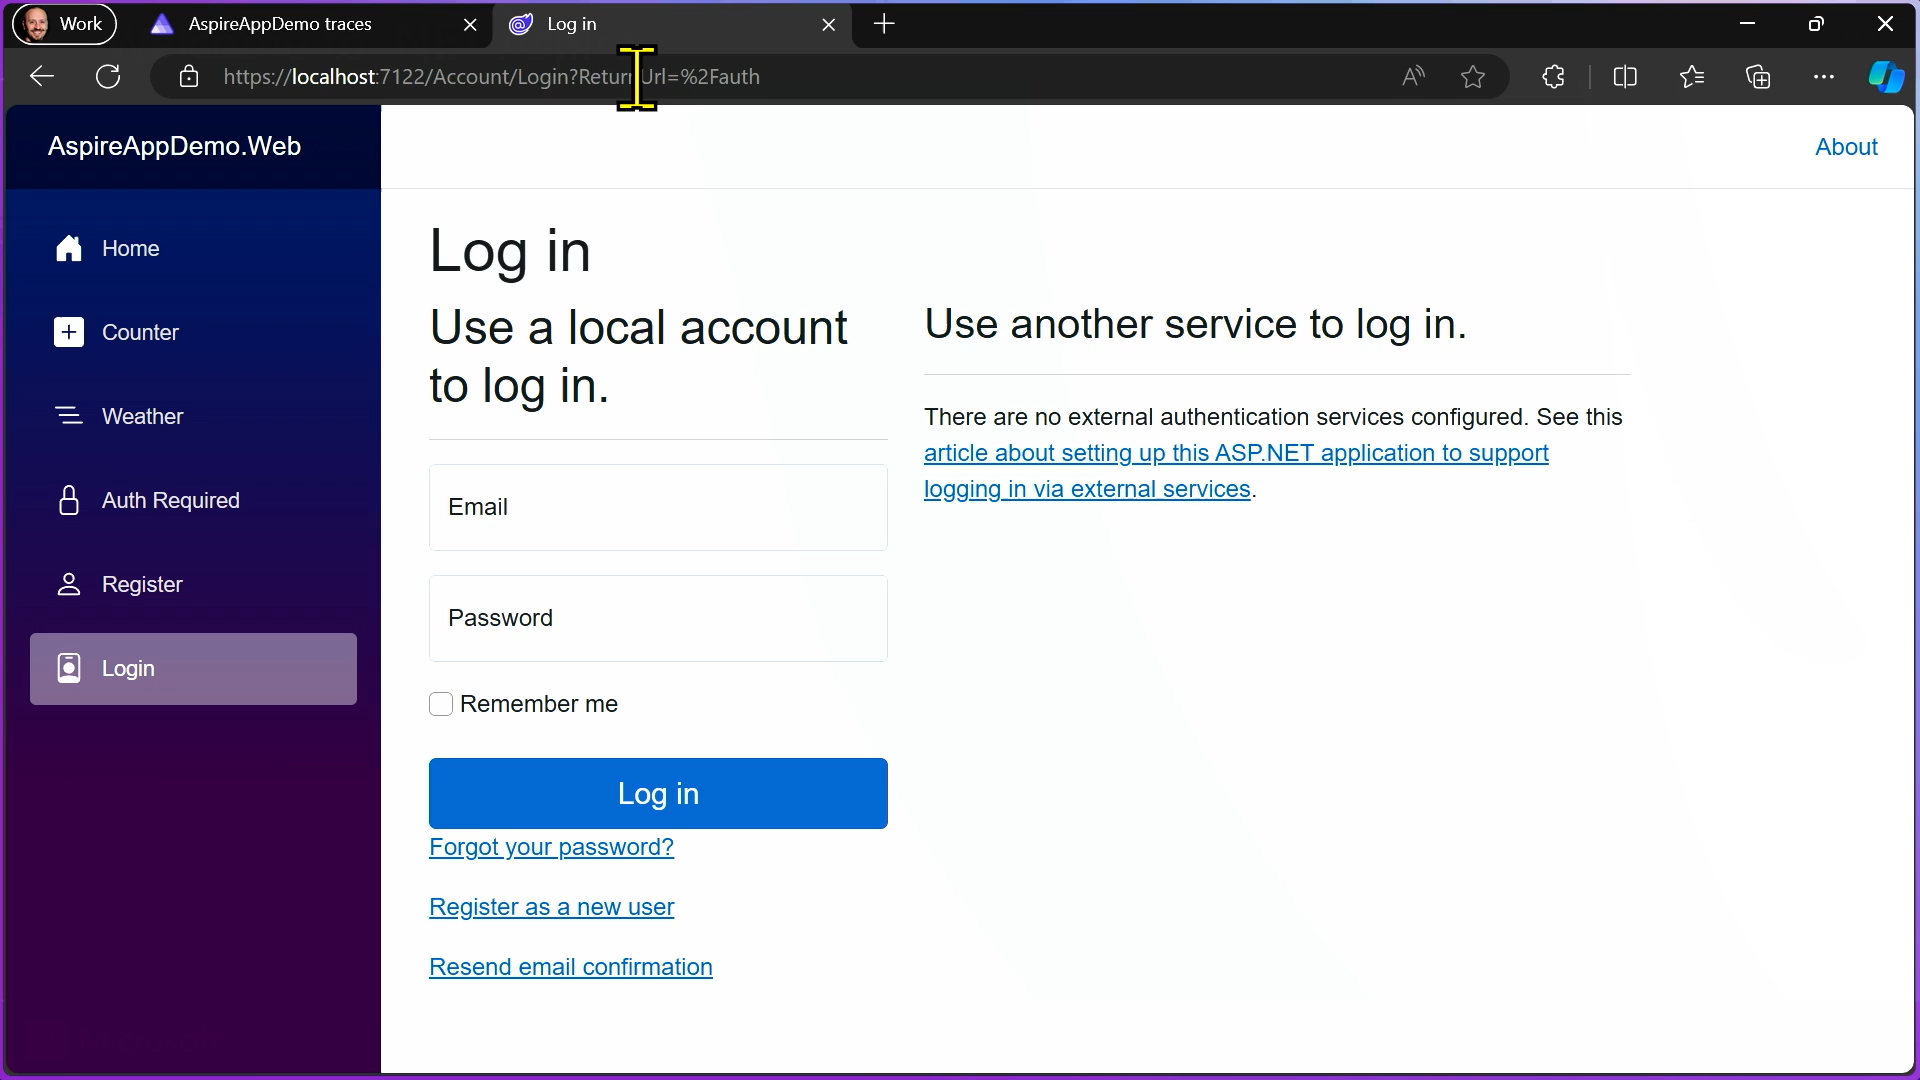 Work
AspireAppDemo traces
Log in
https://localhost:7122/Account/Login?ReturnUrl=%2Fauth
AspireAppDemo.Web
About
Home
Counter
Weather
Auth Required
Register
Login
Log in
Use a local account
to log in.
Email
Password
Remember me
Log in
Forgot your password?
Register as a new user
Resend email confirmation
Use another service to log in.
There are no external authentication services configured. See this
article about setting up this ASP.NET application to support
logging in via external services.